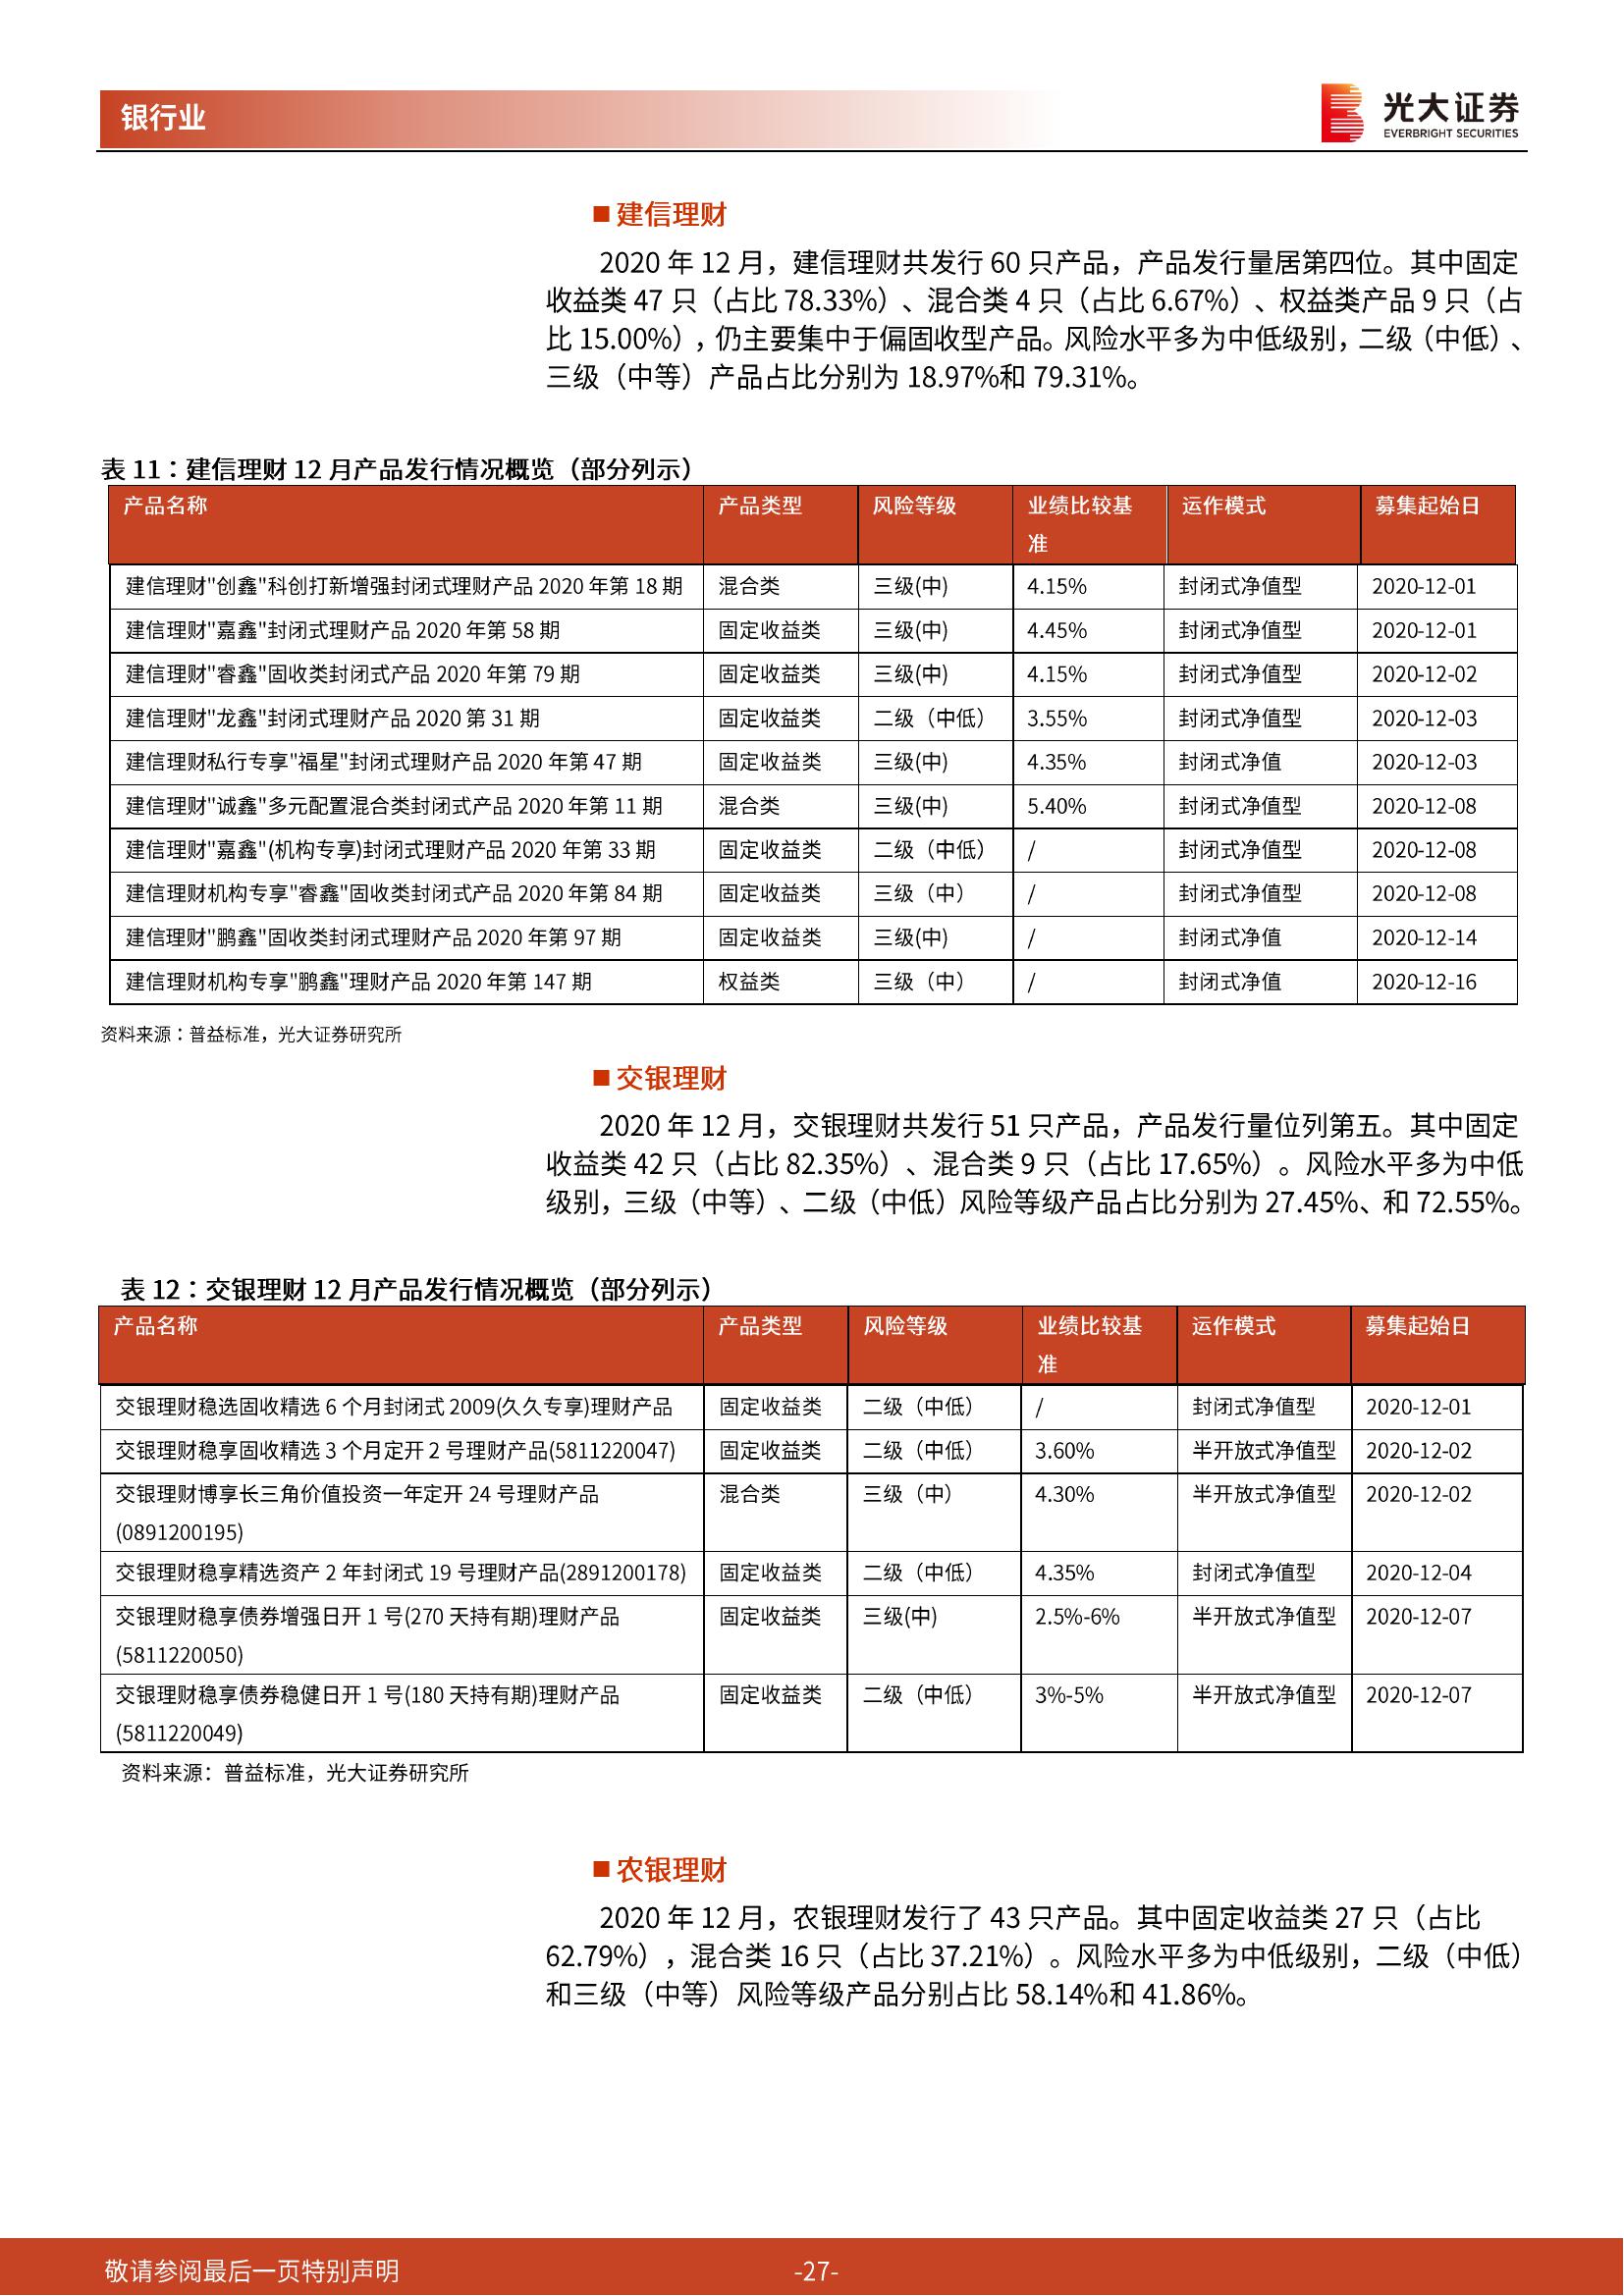 银行业
光大证券
EVERBRIGHT SECURITIES
■ 建信理财
2020 年 12 月，建信理财共发行 60 只产品，产品发行量居第四位。其中固定
收益类 47 只（占比 78.33%）、混合类 4 只（占比 6.67%）、权益类产品 9 只（占
比 15.00%），仍主要集中于偏固收型产品。风险水平多为中低级别，二级（中低）、
三级（中等）产品占比分别为 18.97%和 79.31%。
表 11：建信理财 12 月产品发行情况概览（部分列示）
产品名称 产品类型 风险等级 业绩比较基 运作模式 募集起始日
准
建信理财"创鑫"科创打新增强封闭式理财产品 2020 年第 18 期 混合类 三级(中) 4.15% 封闭式净值型 2020-12-01
建信理财"嘉鑫"封闭式理财产品 2020 年第 58 期 固定收益类 三级(中) 4.45% 封闭式净值型 2020-12-01
建信理财"睿鑫"固收类封闭式产品 2020 年第 79 期 固定收益类 三级(中) 4.15% 封闭式净值型 2020-12-02
建信理财"龙鑫"封闭式理财产品 2020 第 31 期 固定收益类 二级（中低） 3.55% 封闭式净值型 2020-12-03
建信理财私行专享"福星"封闭式理财产品 2020 年第 47 期 固定收益类 三级(中) 4.35% 封闭式净值 2020-12-03
建信理财"诚鑫"多元配置混合类封闭式产品 2020 年第 11 期 混合类 三级(中) 5.40% 封闭式净值型 2020-12-08
建信理财"嘉鑫"(机构专享)封闭式理财产品 2020 年第 33 期 固定收益类 二级（中低） / 封闭式净值型 2020-12-08
建信理财机构专享"睿鑫"固收类封闭式产品 2020 年第 84 期 固定收益类 三级（中） / 封闭式净值型 2020-12-08
建信理财"鹏鑫"固收类封闭式理财产品 2020 年第 97 期 固定收益类 三级(中) / 封闭式净值 2020-12-14
建信理财机构专享"鹏鑫"理财产品 2020 年第 147 期 权益类 三级（中） / 封闭式净值 2020-12-16
资料来源：普益标准，光大证券研究所
■ 交银理财
2020 年 12 月，交银理财共发行 51 只产品，产品发行量位列第五。其中固定
收益类 42 只（占比 82.35%）、混合类 9 只（占比 17.65%）。风险水平多为中低
级别，三级（中等）、二级（中低）风险等级产品占比分别为 27.45%、和 72.55%。
表 12：交银理财 12 月产品发行情况概览（部分列示）
产品名称 产品类型 风险等级 业绩比较基 运作模式 募集起始日
准
交银理财稳选固收精选 6 个月封闭式 2009(久久专享)理财产品 固定收益类 二级（中低） / 封闭式净值型 2020-12-01
交银理财稳享固收精选 3 个月定开 2 号理财产品(5811220047) 固定收益类 二级（中低） 3.60% 半开放式净值型 2020-12-02
交银理财博享长三角价值投资一年定开 24 号理财产品 混合类 三级（中） 4.30% 半开放式净值型 2020-12-02
(0891200195)
交银理财稳享精选资产 2 年封闭式 19 号理财产品(2891200178) 固定收益类 二级（中低） 4.35% 封闭式净值型 2020-12-04
交银理财稳享债券增强日开 1 号(270 天持有期)理财产品 固定收益类 三级(中) 2.5%-6% 半开放式净值型 2020-12-07
(5811220050)
交银理财稳享债券稳健日开 1 号(180 天持有期)理财产品 固定收益类 二级（中低） 3%-5% 半开放式净值型 2020-12-07
(5811220049)
资料来源：普益标准，光大证券研究所
■ 农银理财
2020 年 12 月，农银理财发行了 43 只产品。其中固定收益类 27 只（占比
62.79%），混合类 16 只（占比 37.21%）。风险水平多为中低级别，二级（中低）
和三级（中等）风险等级产品分别占比 58.14%和 41.86%。
敬请参阅最后一页特别声明 -27-